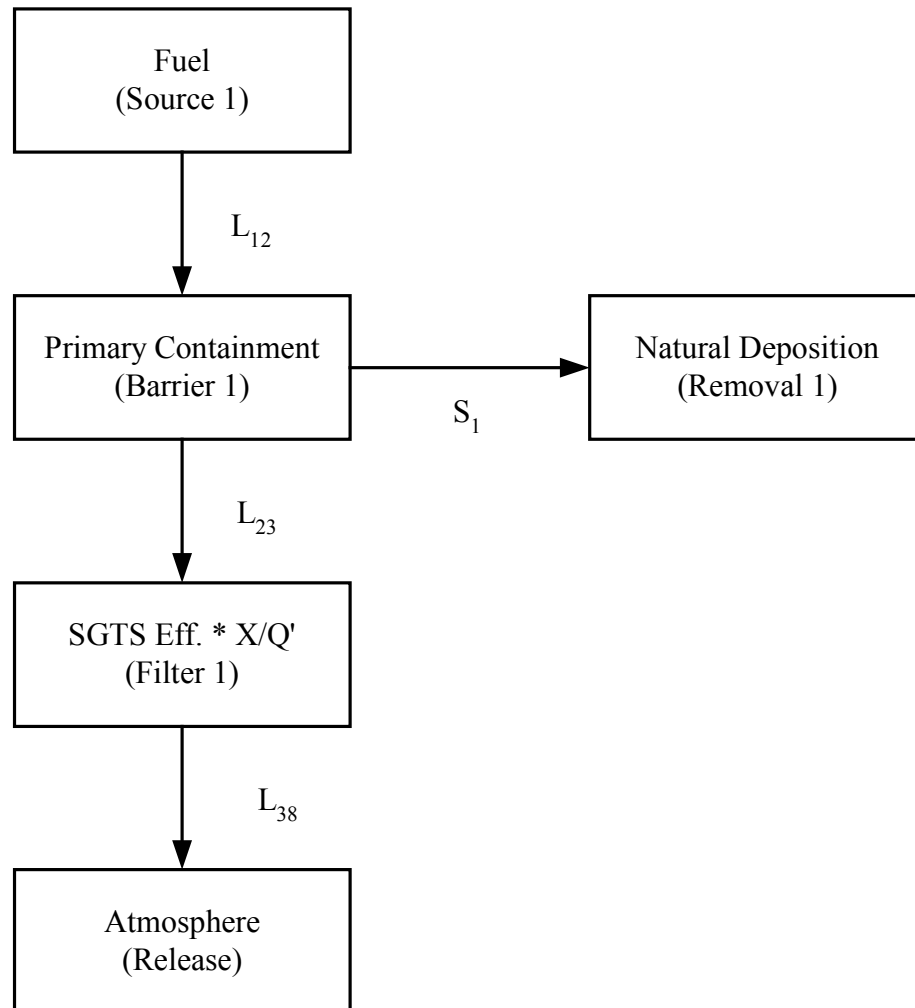 Fuel
(Source 1)
L12
Primary Containment
(Barrier 1)
Natural Deposition
(Removal 1)
S1
L23
SGTS Eff. * X/Q'
(Filter 1)
L38
Atmosphere
(Release)